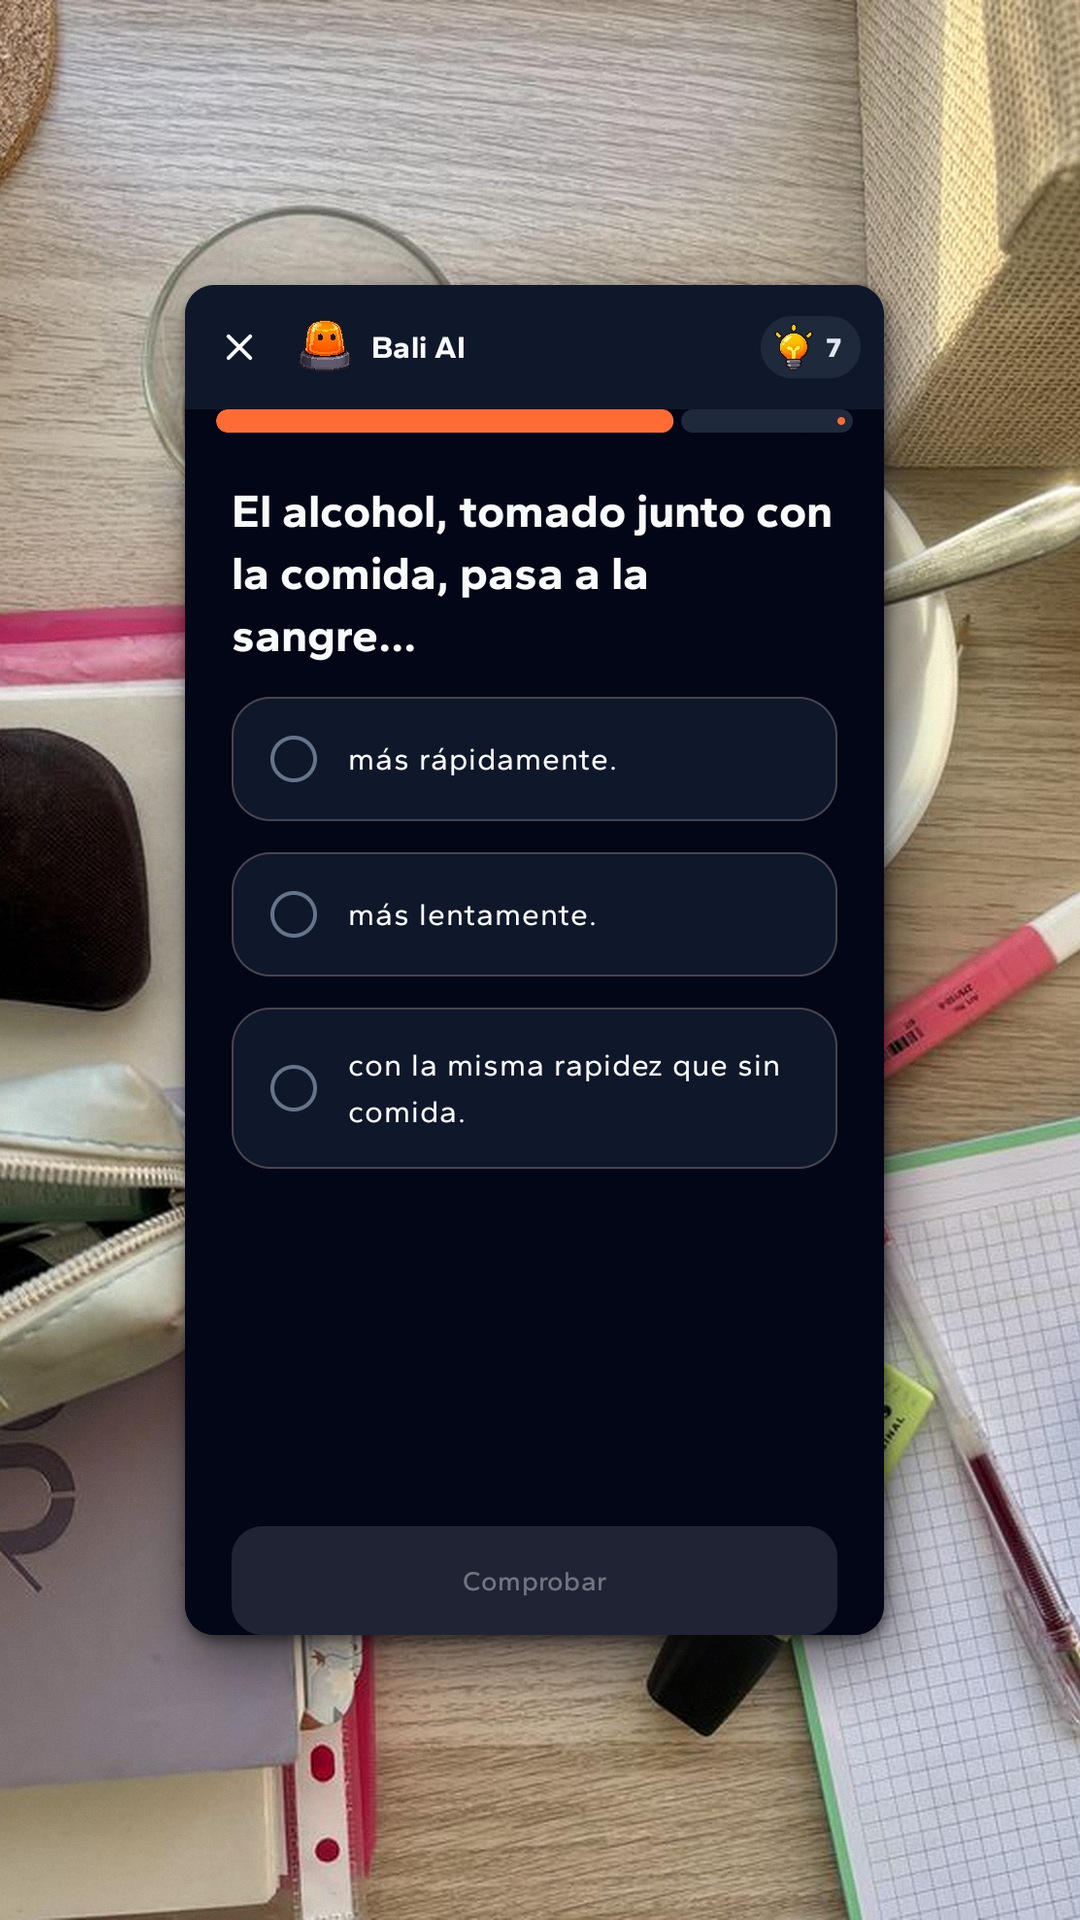 Bali AI
7
El alcohol, tomado junto con
la comida, pasa a la
sangre...
más rápidamente.
más lentamente.
con la misma rapidez que sin
comida.
Comprobar